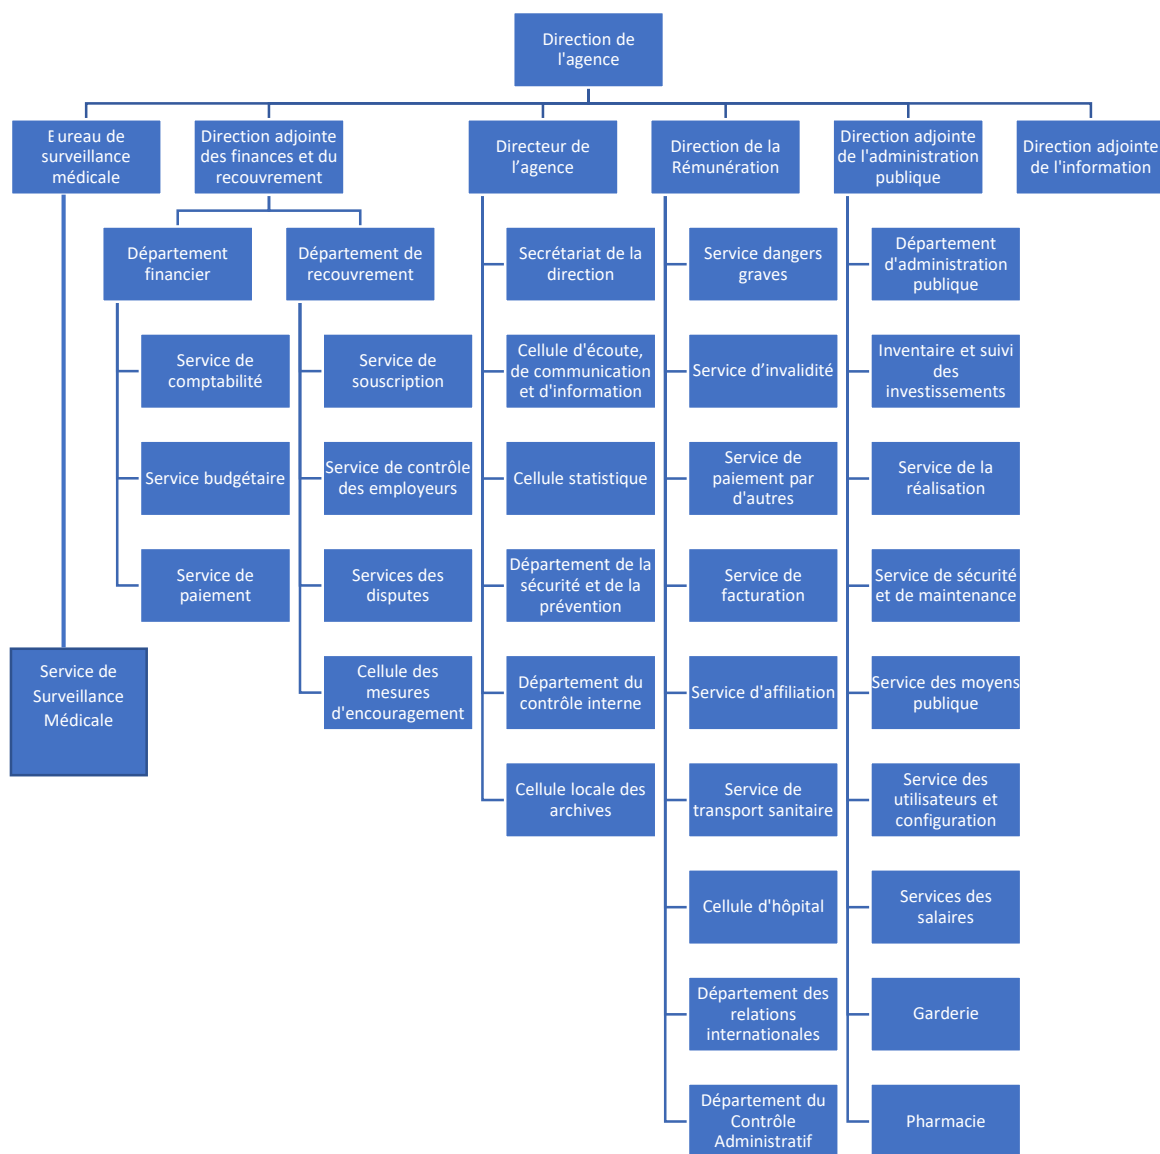 Direction de
l'agence
Bureau de
surveillance
médicale
Direction adjointe
des finances et du
recouvrement
Directeur de
l’agence
Direction de la
Rémunération
Direction adjointe
de l'administration
publique
Direction adjointe
de l'information
Département
financier
Département de
recouvrement
Secrétariat de la
direction
Service dangers
graves
Département
d'administration
publique
Service de
comptabilité
Service de
souscription
Cellule d'écoute,
de communication
et d'information
Service d’invalidité
Inventaire et suivi
des
investissements
Service budgétaire
Service de contrôle
des employeurs
Cellule statistique
Service de
paiement par
d'autres
Service de la
réalisation
Service de
paiement
Services des
disputes
Département de la
sécurité et de la
prévention
Service de
facturation
Service de sécurité
et de maintenance
Service de
Surveillance
Médicale
Cellule des
mesures
d'encouragement
Département du
contrôle interne
Service d'affiliation
Service des moyens
publique
Cellule locale des
archives
Service de
transport sanitaire
Service des
utilisateurs et
configuration
Cellule d'hôpital
Services des
salaires
Département des
relations
internationales
Garderie
Département du
Contrôle
Administratif
Pharmacie